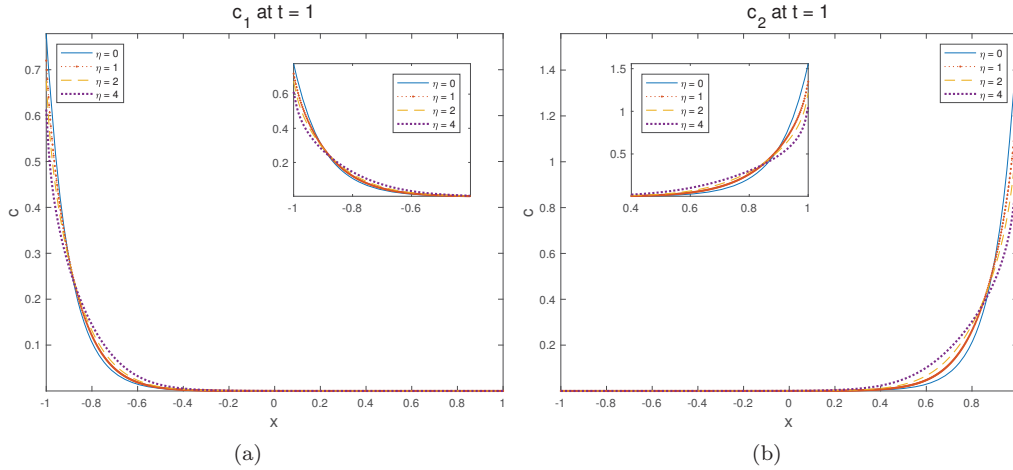 c1 at t = 1
c
0.7
0.6
0.5
0.4
0.3
0.2
0.1
η = 0
η = 1
η = 2
η = 4
0.6
0.4
0.2
η = 0
η = 1
η = 2
η = 4
-1 -0.8 -0.6
-1 -0.8 -0.6 -0.4 -0.2 0 0.2 0.4 0.6 0.8 1
x
(a)
c2 at t = 1
c
1.4
1.2
1
0.8
0.6
0.4
0.2
1.5
1
0.5
η = 0
η = 1
η = 2
η = 4
0.4 0.6 0.8 1
η = 0
η = 1
η = 2
η = 4
-1 -0.8 -0.6 -0.4 -0.2 0 0.2 0.4 0.6 0.8
x
(b)